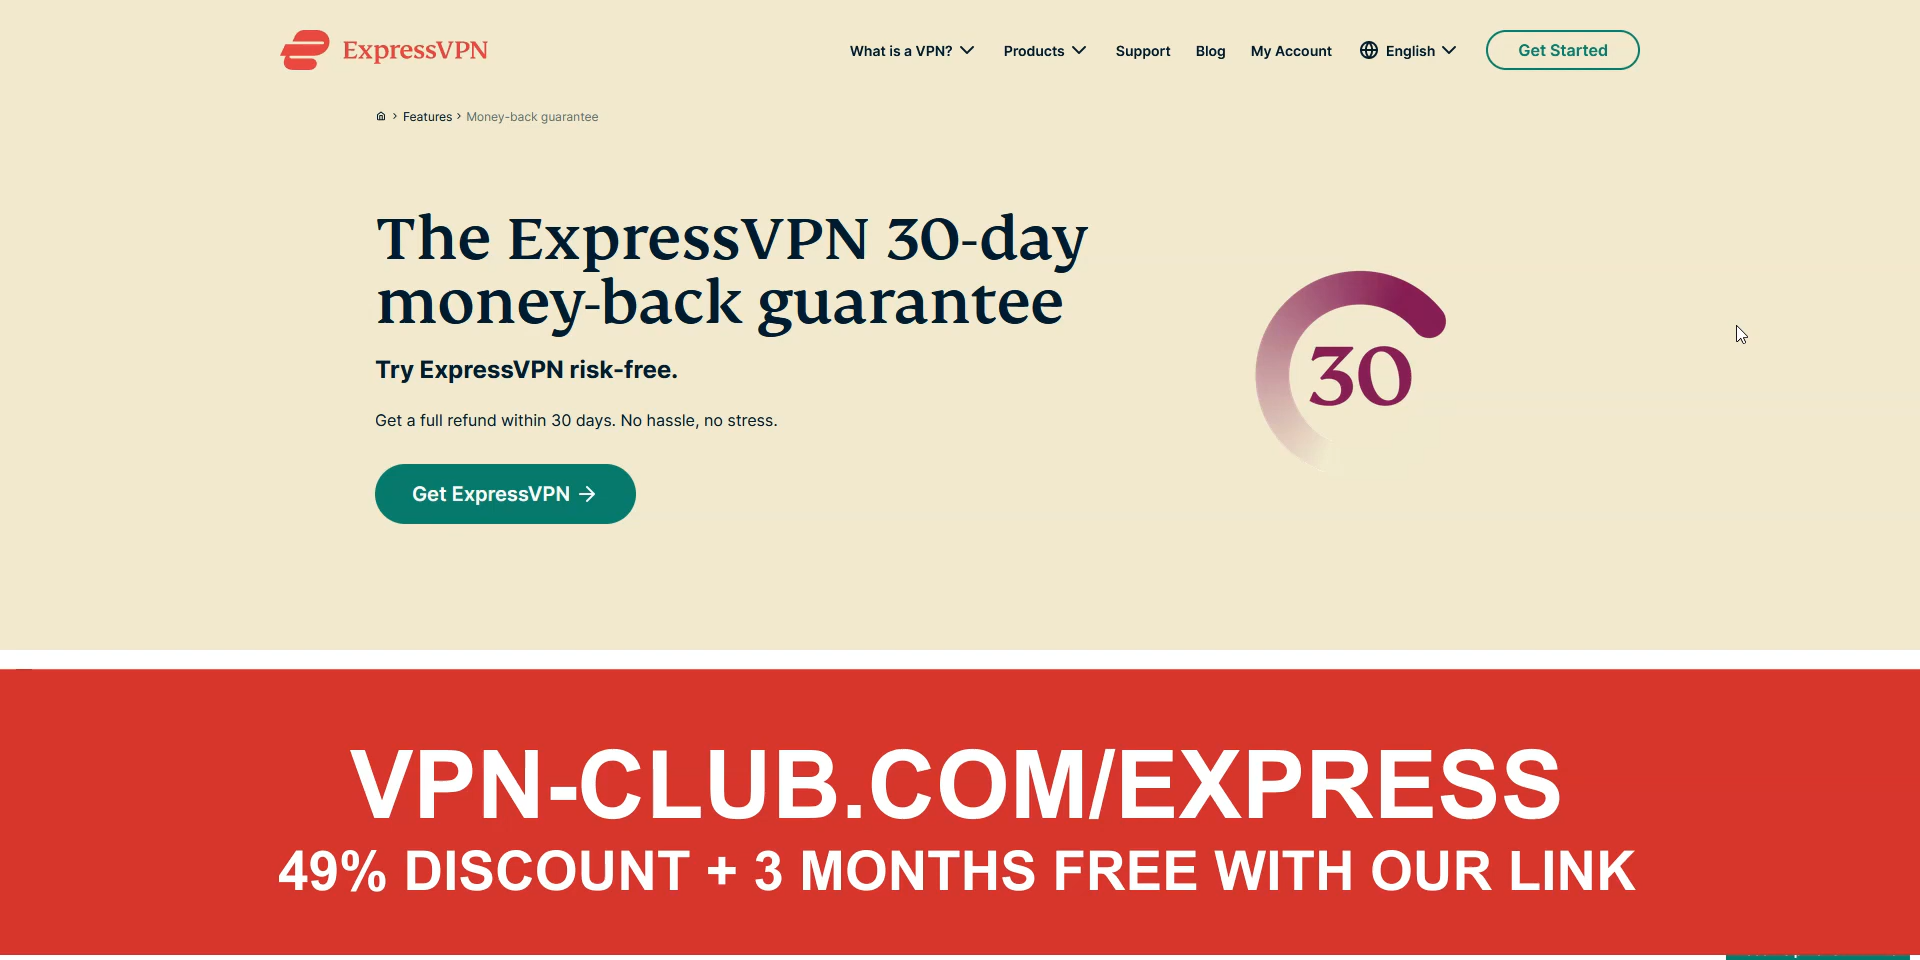 ExpressVPN
What is a VPN? Products Support Blog My Account English Get Started
Features > Money-back guarantee
The ExpressVPN 30-day
money-back guarantee
Try ExpressVPN risk-free.
Get a full refund within 30 days. No hassle, no stress.
Get ExpressVPN →
30
VPN-CLUB.COM/EXPRESS
49% DISCOUNT + 3 MONTHS FREE WITH OUR LINK